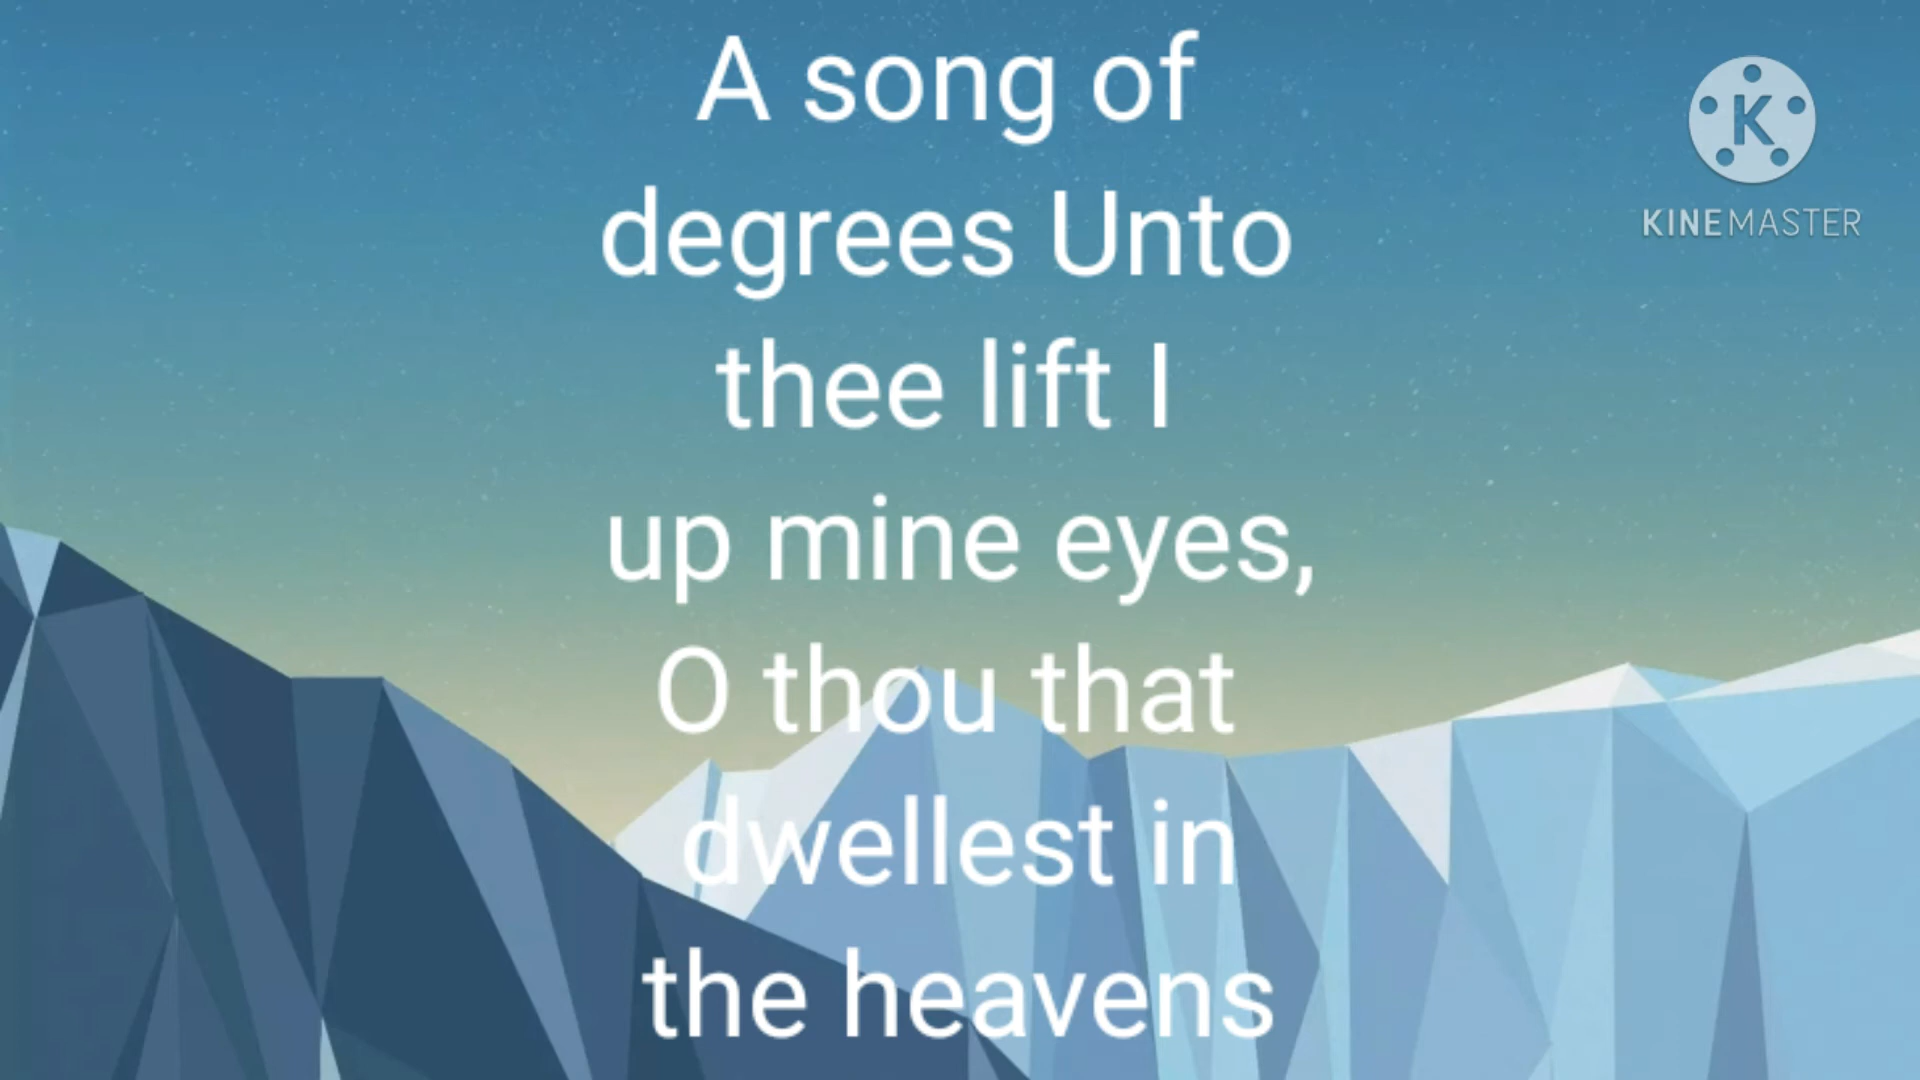 A song of
degrees Unto
thee lift I
up mine eyes,
O thou that
dwellest in
the heavens
K
KINEMASTER